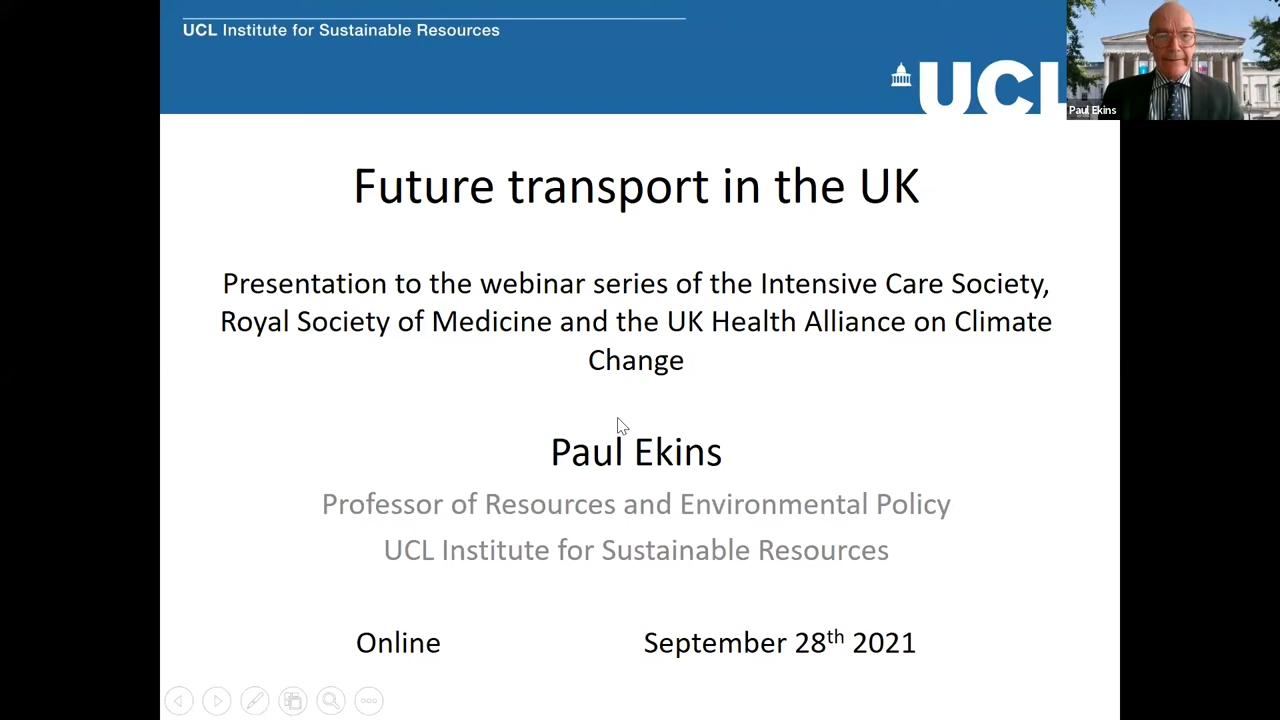 UCL Institute for Sustainable Resources
UCL
Paul Ekins
Future transport in the UK
Presentation to the webinar series of the Intensive Care Society,
Royal Society of Medicine and the UK Health Alliance on Climate
Change
Paul Ekins
Professor of Resources and Environmental Policy
UCL Institute for Sustainable Resources
Online September 28th 2021